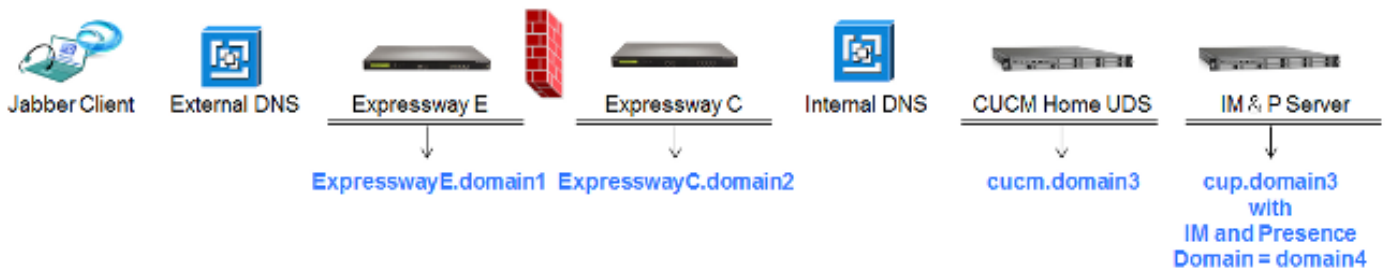 Jabber Client
External DNS
Expressway E
Expressway C
Internal DNS
CUCM Home UDS
IM & P Server
ExpresswayE.domain1
ExpresswayC.domain2
cucm.domain3
cup.domain3
with
IM and Presence
Domain = domain4